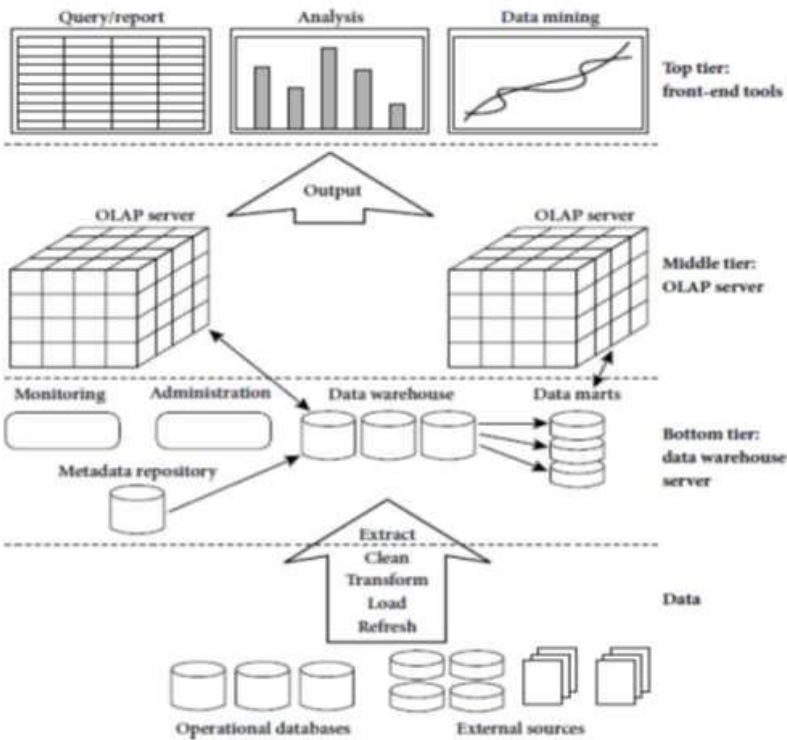 Query/report
Analysis
Data mining
Top tier:
front-end tools
Output
OLAP server
OLAP server
Middle tier:
OLAP server
Monitoring
Administration
Data warehouse
Data marts
Metadata repository
Bottom tier:
data warehouse
server
Extract
Clean
Transform
Load
Refresh
Data
Operational databases
External sources